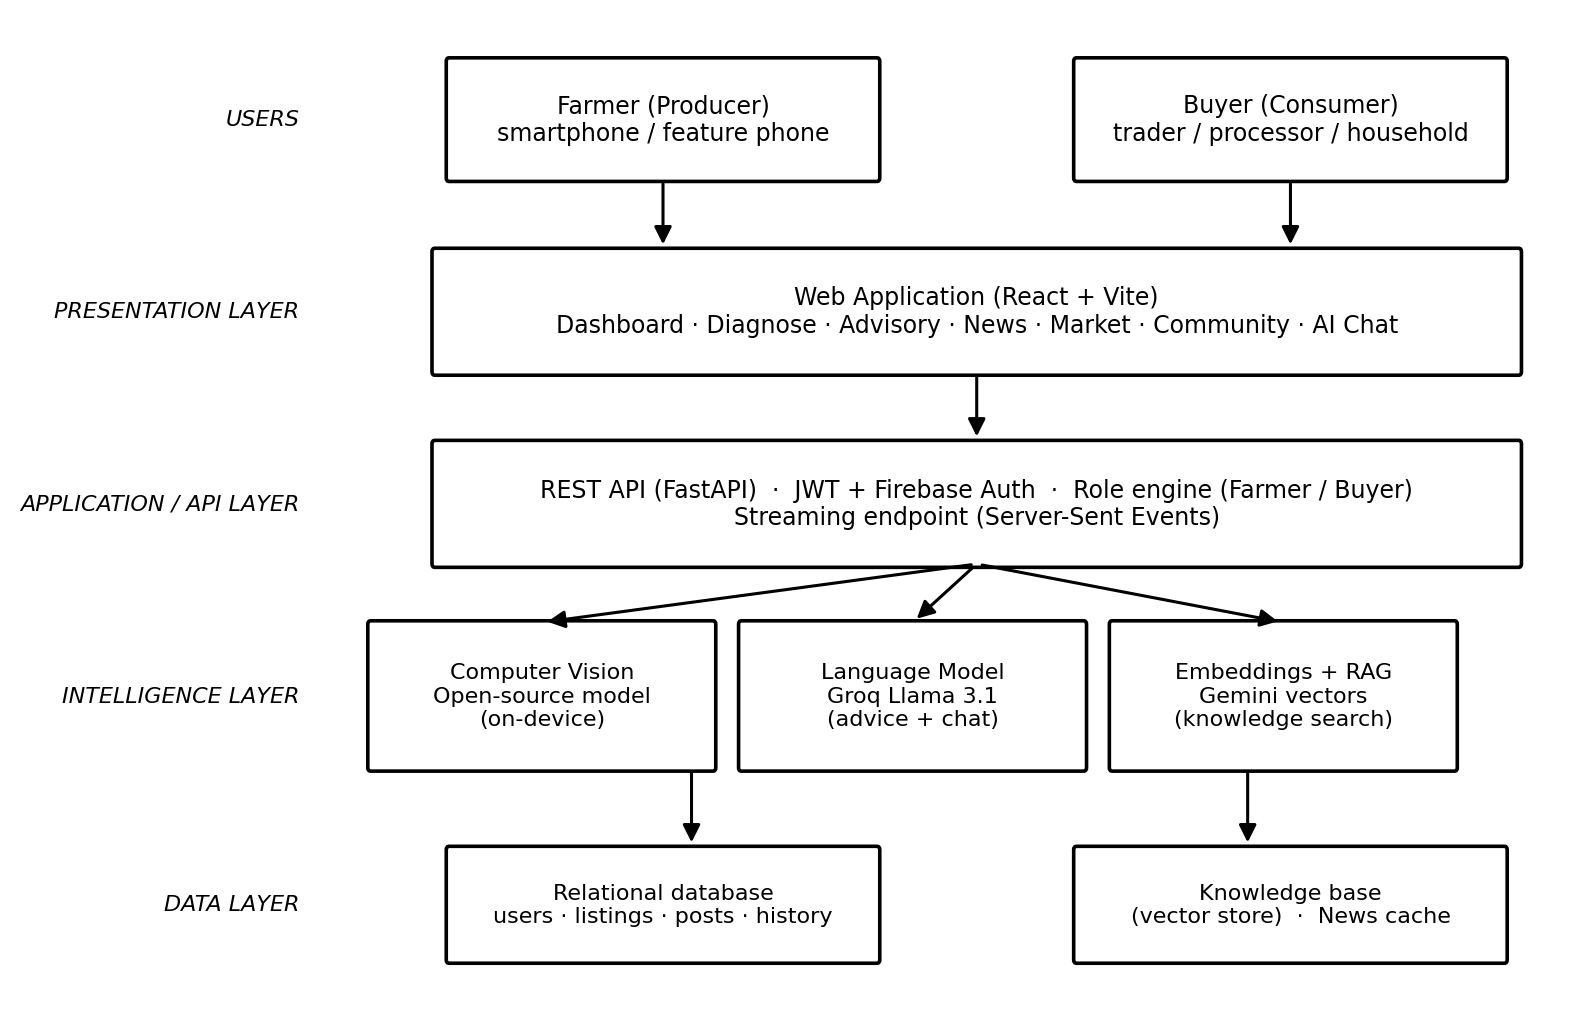 USERS
Farmer (Producer)
smartphone / feature phone
Buyer (Consumer)
trader / processor / household
PRESENTATION LAYER
Web Application (React + Vite)
Dashboard · Diagnose · Advisory · News · Market · Community · AI Chat
APPLICATION / API LAYER
REST API (FastAPI)  ·  JWT + Firebase Auth  ·  Role engine (Farmer / Buyer)
Streaming endpoint (Server-Sent Events)
INTELLIGENCE LAYER
Computer Vision
Open-source model
(on-device)
Language Model
Groq Llama 3.1
(advice + chat)
Embeddings + RAG
Gemini vectors
(knowledge search)
DATA LAYER
Relational database
users · listings · posts · history
Knowledge base
(vector store)  ·  News cache